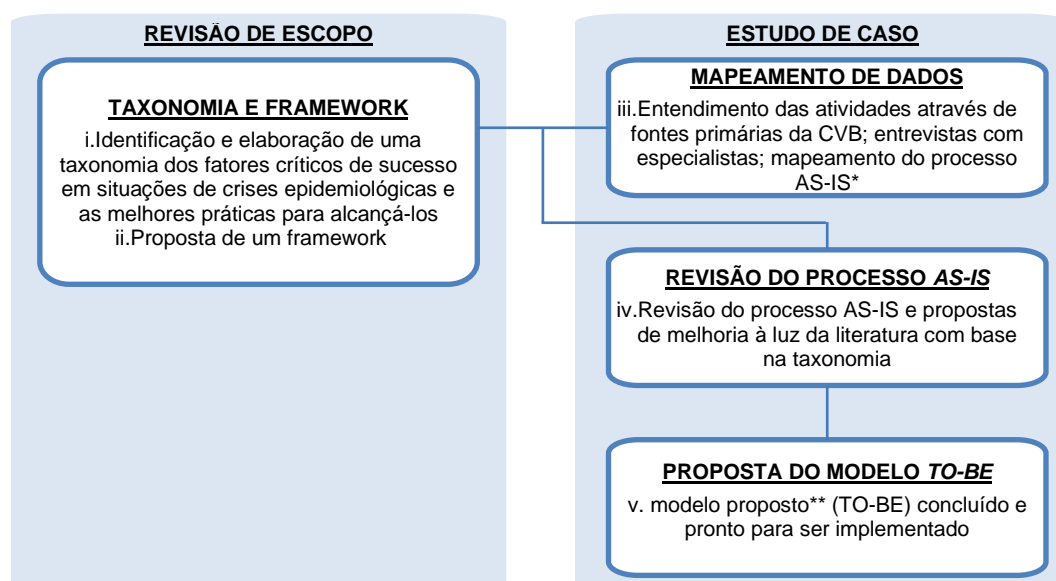 REVISÃO DE ESCOPO
TAXONOMIA E FRAMEWORK
i.Identificação e elaboração de uma
taxonomia dos fatores críticos de sucesso
em situações de crises epidemiológicas e
as melhores práticas para alcançá-los
ii.Proposta de um framework
ESTUDO DE CASO
MAPEAMENTO DE DADOS
iii.Entendimento das atividades através de
fontes primárias da CVB; entrevistas com
especialistas; mapeamento do processo
AS-IS*
REVISÃO DO PROCESSO AS-IS
iv.Revisão do processo AS-IS e propostas
de melhoria à luz da literatura com base
na taxonomia
PROPOSTA DO MODELO TO-BE
v. modelo proposto** (TO-BE) concluído e
pronto para ser implementado